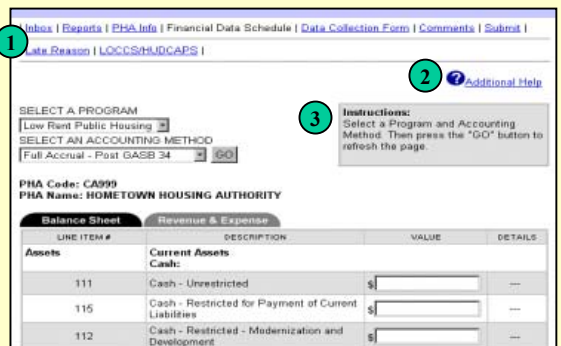 | Inbox | Reports | PHA Info | Financial Data Schedule | Data Collection Form | Comments | Submit |
1
Late Reason | LOCCS/HUDCAPS |
2
? Additional Help
SELECT A PROGRAM
Low Rent Public Housing
SELECT AN ACCOUNTING METHOD
Full Accrual - Post GASB 34 GO
3
Instructions:
Select a Program and Accounting
Method. Then press the "GO" button to
refresh the page.
PHA Code: CA999
PHA Name: HOMETOWN HOUSING AUTHORITY
Balance Sheet Revenue & Expense
LINE ITEM # DESCRIPTION VALUE DETAILS
Assets Current Assets
Cash:
111 Cash - Unrestricted $ ---
115 Cash - Restricted for Payment of Current
Liabilities $ ---
112 Cash - Restricted - Modernization and
Development $ ---